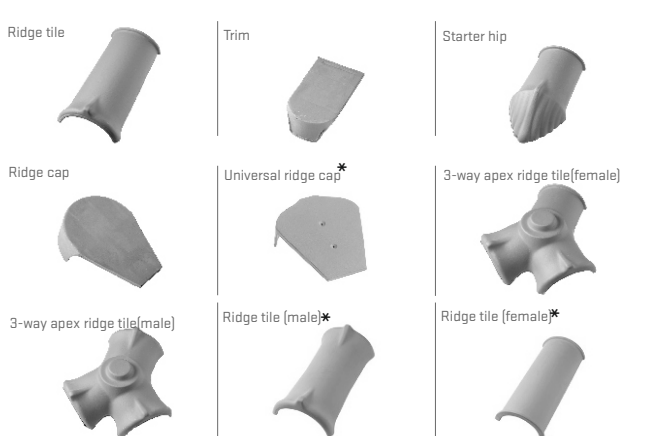 Ridge tile
Trim
Starter hip
Ridge cap
Universal ridge cap*
3-way apex ridge tile(female)
3-way apex ridge tile(male)
Ridge tile (male)*
Ridge tile (female)*